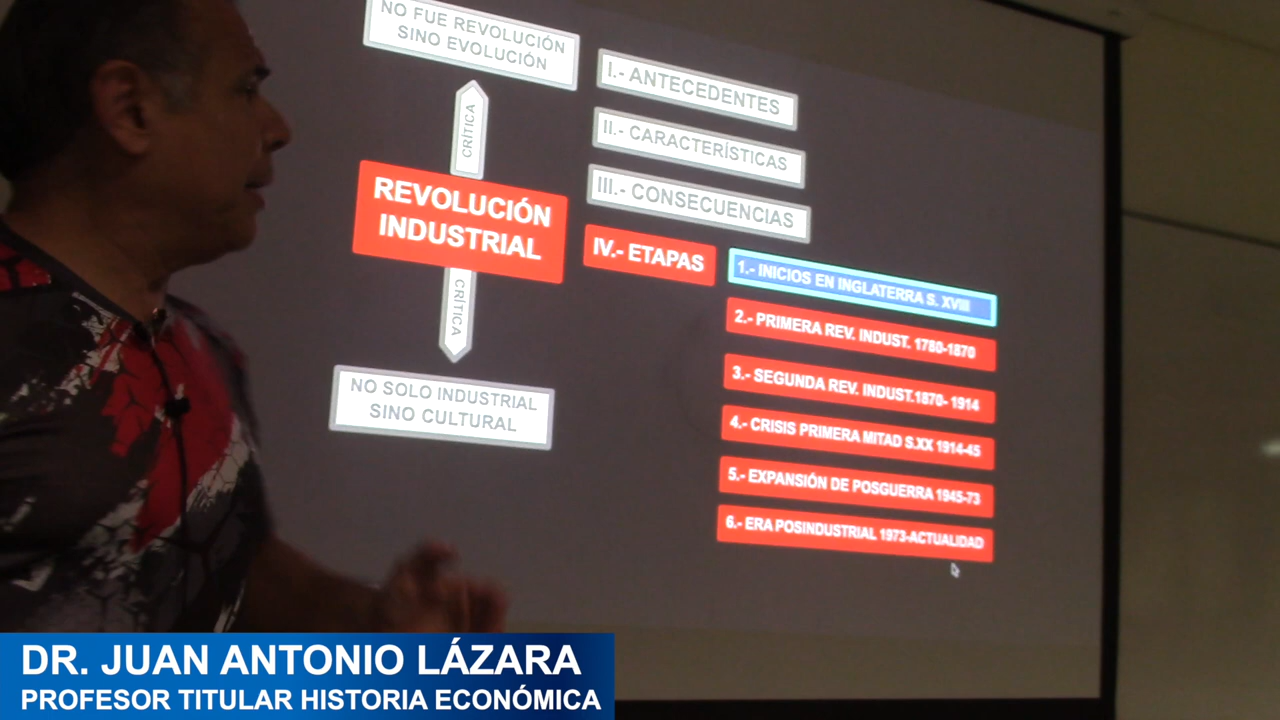 NO FUE REVOLUCIÓN
SINO EVOLUCIÓN
CRÍTICA
REVOLUCIÓN
INDUSTRIAL
CRÍTICA
NO SOLO INDUSTRIAL
SINO CULTURAL
I.- ANTECEDENTES
II.- CARACTERÍSTICAS
III.- CONSECUENCIAS
IV.- ETAPAS
1.- INICIOS EN INGLATERRA S. XVIII
2.- PRIMERA REV. INDUST. 1780-1870
3.- SEGUNDA REV. INDUST.1870- 1914
4.- CRISIS PRIMERA MITAD S.XX 1914-45
5.- EXPANSIÓN DE POSGUERRA 1945-73
6.- ERA POSINDUSTRIAL 1973-ACTUALIDAD
DR. JUAN ANTONIO LÁZARA
PROFESOR TITULAR HISTORIA ECONÓMICA